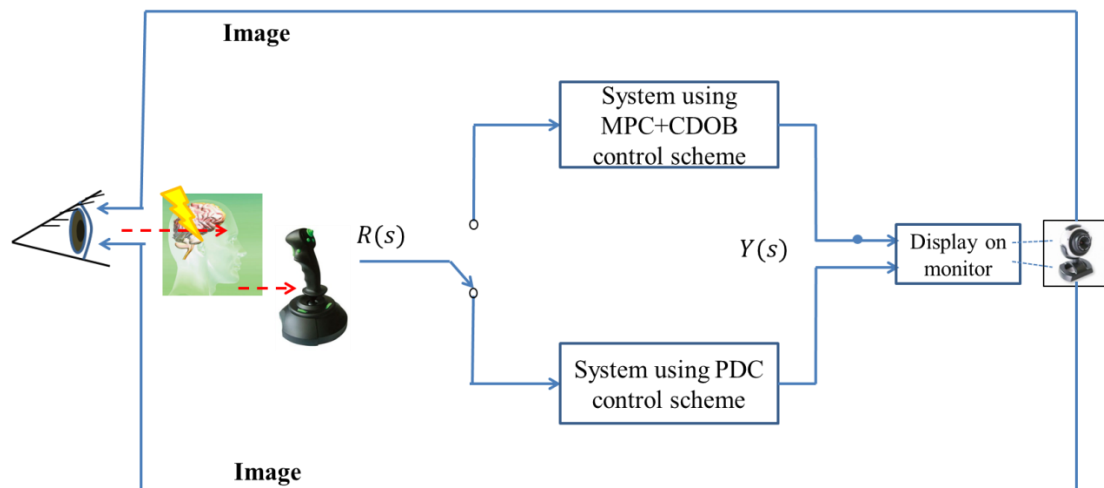 Image
System using
MPC+CDOB
control scheme
R(s)
Y(s)
Display on
monitor
System using PDC
control scheme
Image